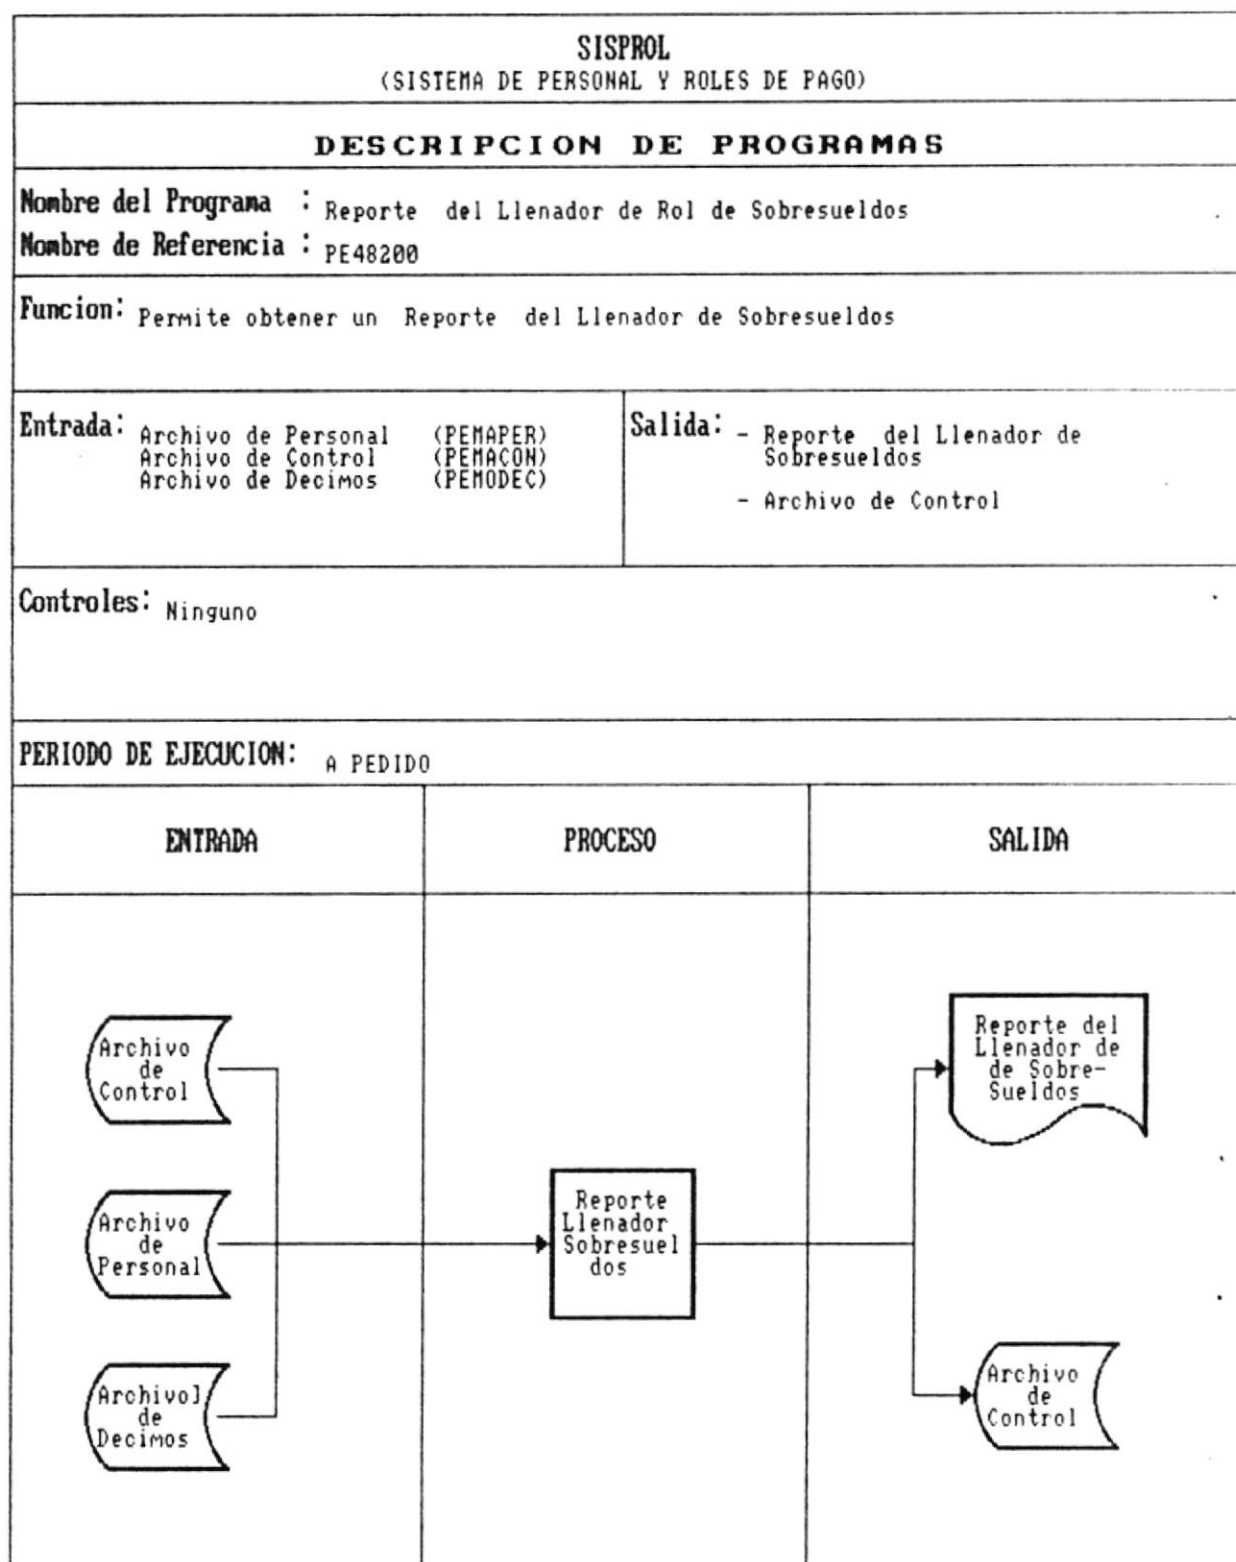 SISPROL
(SISTEMA DE PERSONAL Y ROLES DE PAGO)
DESCRIPCION DE PROGRAMAS
Nombre del Programa : Reporte del Llenador de Rol de Sobresueldos
Nombre de Referencia : PE48200
Funcion: Permite obtener un Reporte del Llenador de Sobresueldos
Entrada: Archivo de Personal (PEMAPER)
Archivo de Control (PEMACON)
Archivo de Decimos (PEMODEC)
Salida: - Reporte del Llenador de
Sobresueldos
- Archivo de Control
Controles: Ninguno
PERIODO DE EJECUCION: A PEDIDO
ENTRADA
PROCESO
SALIDA
Archivo
de
Control
Archivo
de
Personal
Archivo]
de
Decimos
Reporte
Llenador
Sobresuel
dos
Reporte del
Llenador de
de Sobre-
Sueldos
Archivo
de
Control